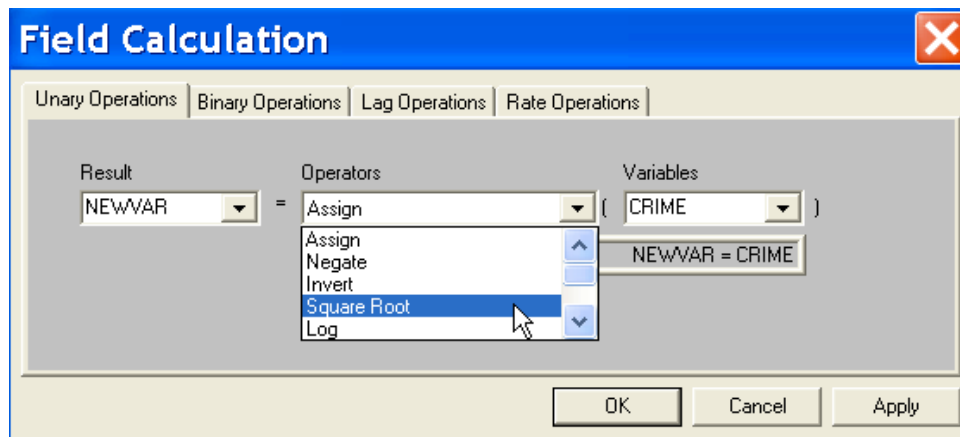 Field Calculation
Unary Operations Binary Operations Lag Operations Rate Operations
Result Operators Variables
NEWVAR = Assign ( CRIME )
Assign
Negate
Invert
Square Root
Log
NEWVAR = CRIME
OK Cancel Apply